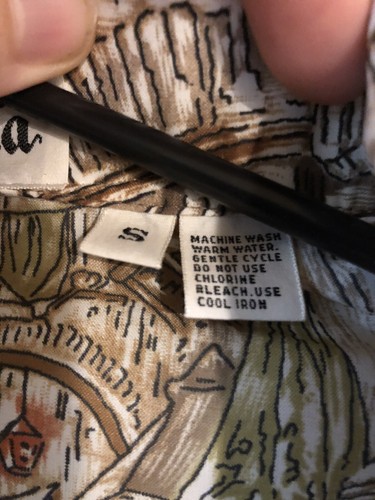 a
S
MACHINE WASH
WARM WATER.
GENTLE CYCLE
DO NOT USE
CHLORINE
BLEACH.USE
COOL IRON